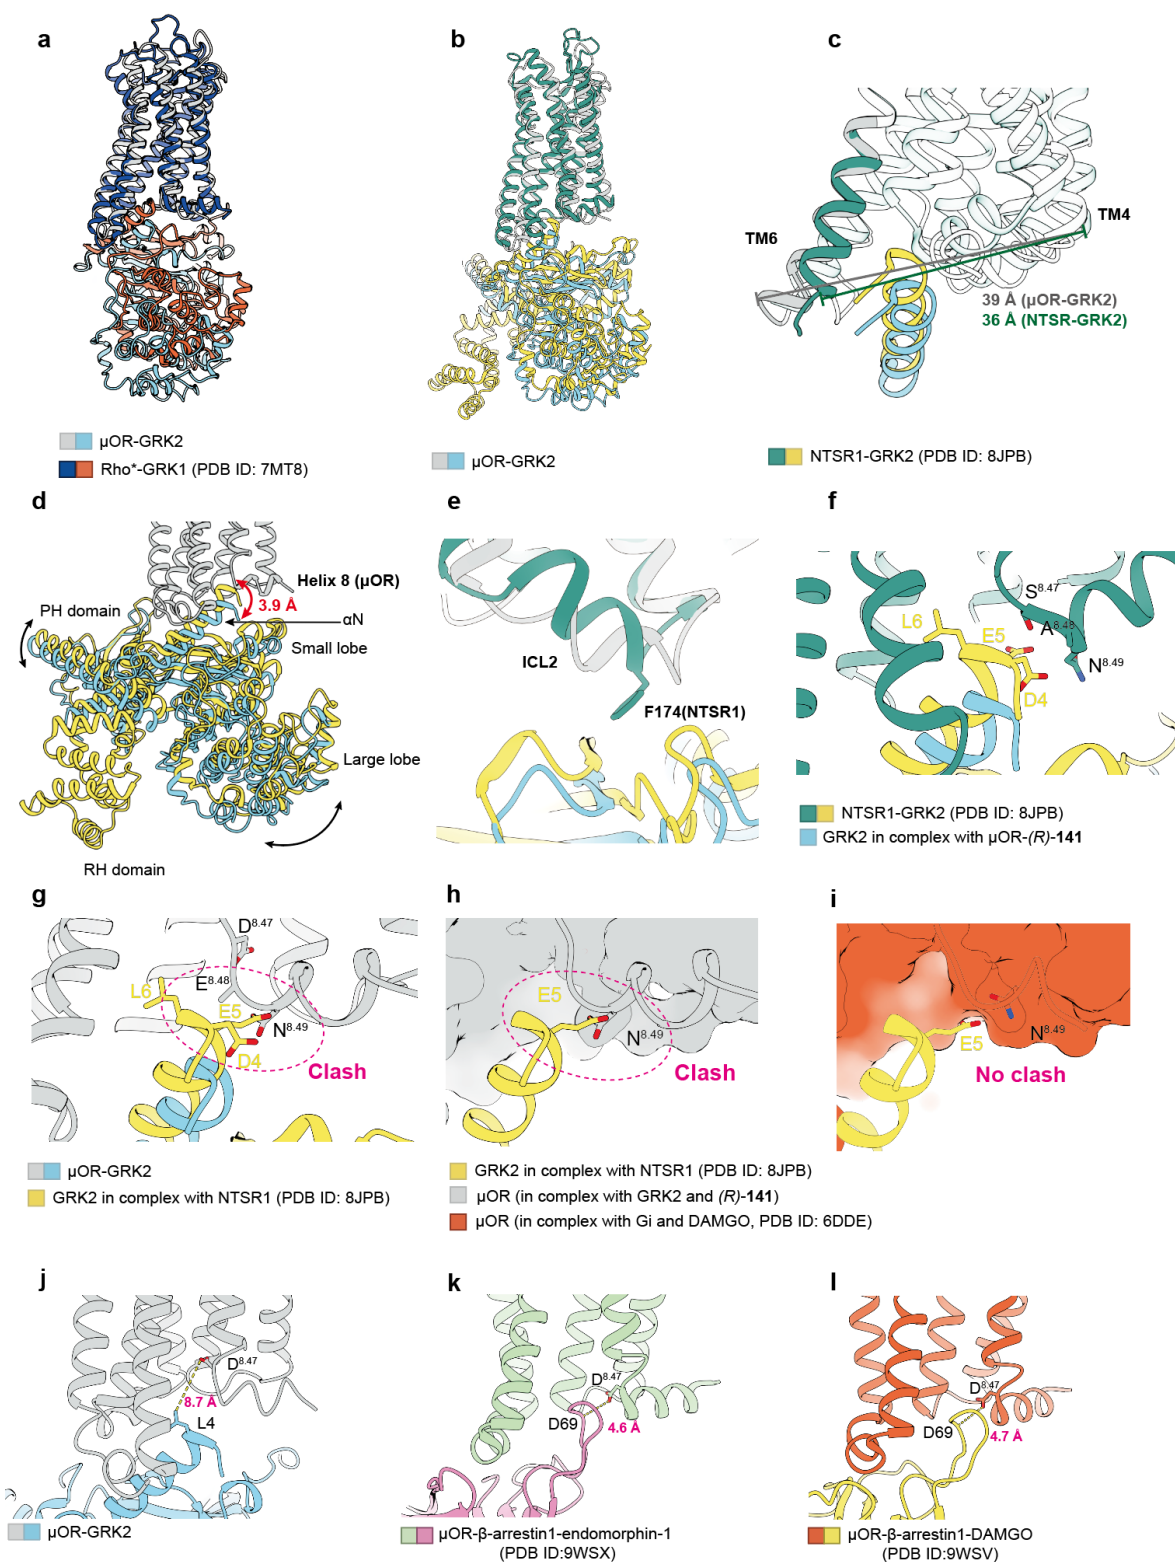 a
b
c
TM6
TM4
39 Å (µOR-GRK2)
36 Å (NTSR-GRK2)
µOR-GRK2
Rho*-GRK1 (PDB ID: 7MT8)
µOR-GRK2
NTSR1-GRK2 (PDB ID: 8JPB)
d
e
f
Helix 8 (µOR)
3.9 Å
αN
PH domain
Small lobe
Large lobe
RH domain
ICL2
F174(NTSR1)
S8.47
L6
E5
A8.48
N8.49
D4
NTSR1-GRK2 (PDB ID: 8JPB)
GRK2 in complex with µOR-(R)-141
g
h
i
D8.47
E8.48
L6
E5
N8.49
D4
Clash
E5
N8.49
Clash
E5
N8.49
No clash
µOR-GRK2
GRK2 in complex with NTSR1 (PDB ID: 8JPB)
GRK2 in complex with NTSR1 (PDB ID: 8JPB)
µOR (in complex with GRK2 and (R)-141)
µOR (in complex with Gi and DAMGO, PDB ID: 6DDE)
j
k
l
D8.47
8.7 Å
L4
D8.47
D69
4.6 Å
D8.47
D69
4.7 Å
µOR-GRK2
µOR-β-arrestin1-endomorphin-1
(PDB ID:9WSX)
µOR-β-arrestin1-DAMGO
(PDB ID:9WSV)